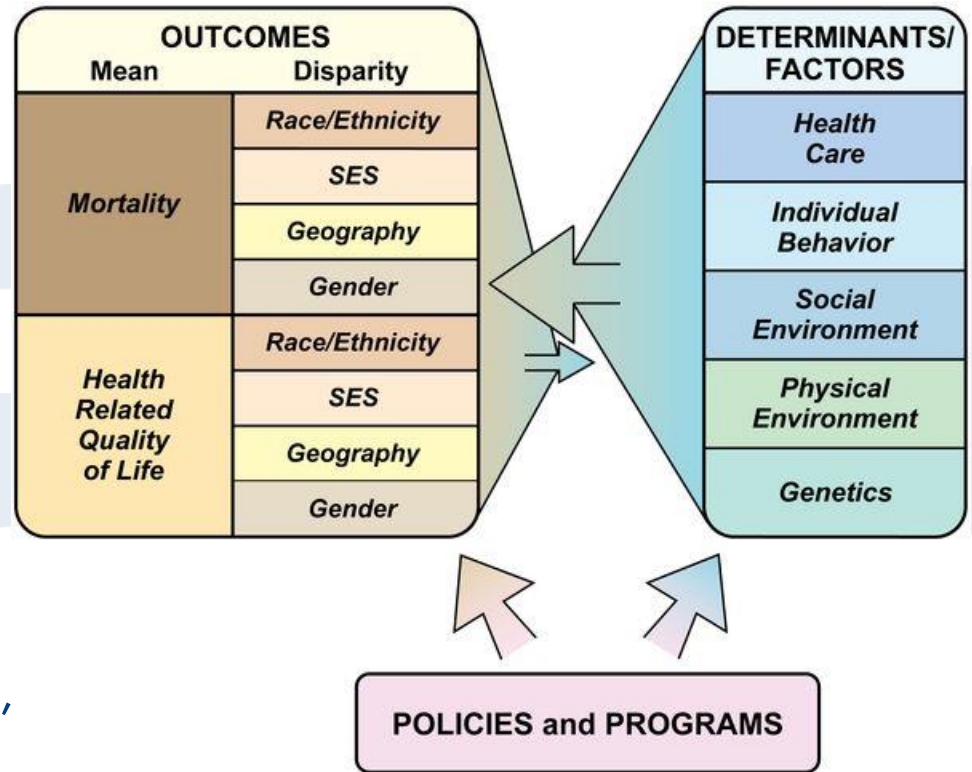 OUTCOMES
Mean Disparity
Mortality
Race/Ethnicity
SES
Geography
Gender
Health
Related
Quality
of Life
Race/Ethnicity
SES
Geography
Gender
DETERMINANTS/
FACTORS
Health
Care
Individual
Behavior
Social
Environment
Physical
Environment
Genetics
POLICIES and PROGRAMS